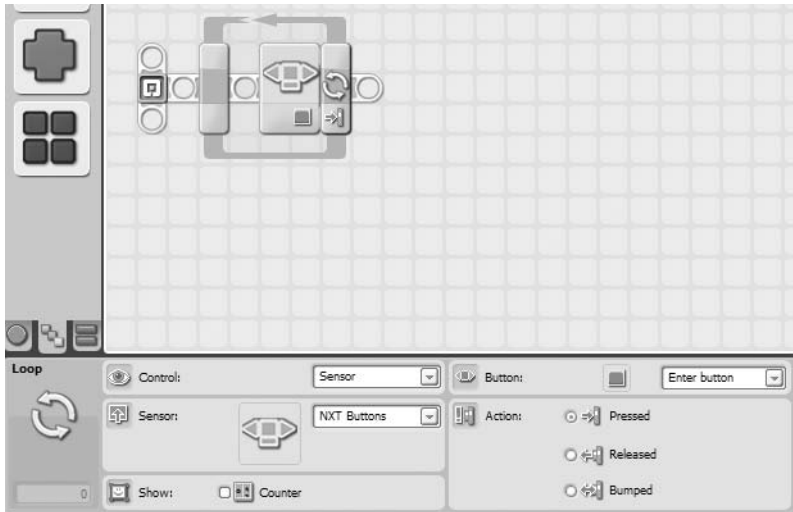 Loop
0
Control:
Sensor
Sensor:
NXT Buttons
Show:
Counter
Button:
Enter button
Action:
Pressed
Released
Bumped